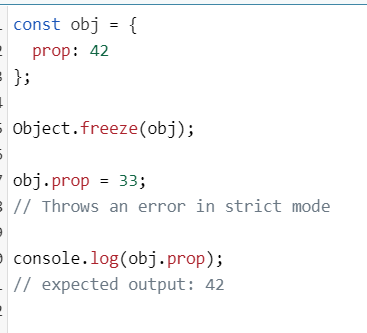 const obj = {
  prop: 42
};
Object.freeze(obj);
obj.prop = 33;
// Throws an error in strict mode
console.log(obj.prop);
// expected output: 42